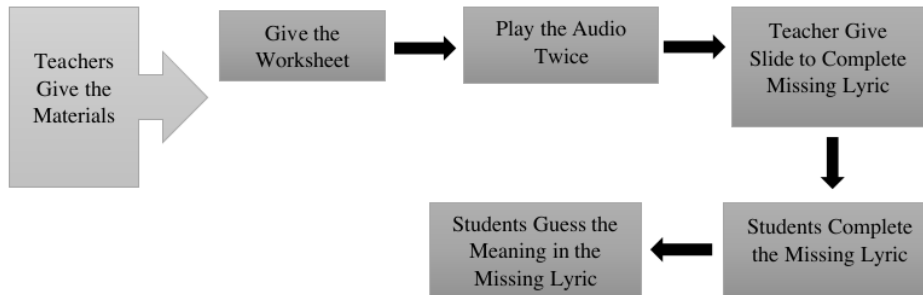 Teachers
Give the
Materials
Give the
Worksheet
Play the Audio
Twice
Teacher Give
Slide to Complete
Missing Lyric
Students Complete
the Missing Lyric
Students Guess the
Meaning in the
Missing Lyric